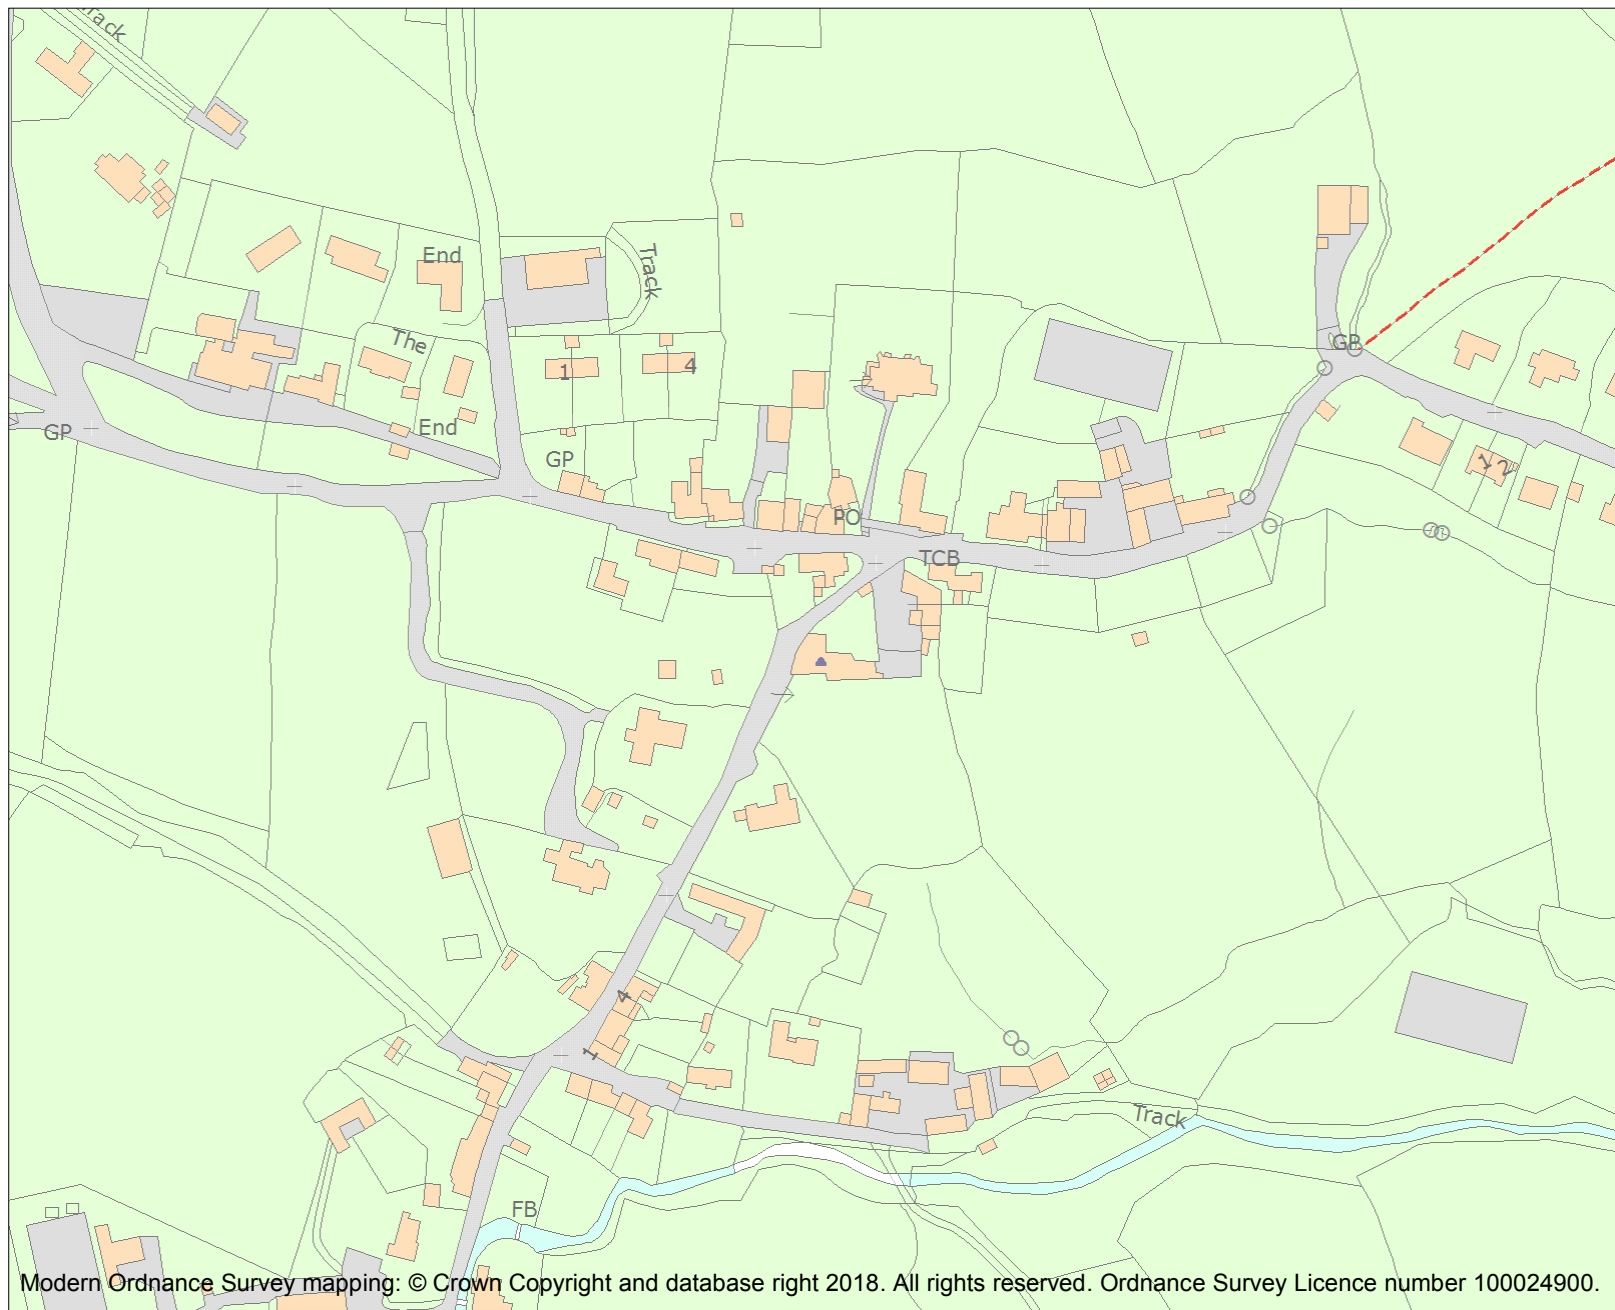 Track
End
Track
The
GP
1
4
End
GP
GP
PO
TCB
1
2
4
1
Track
FB
Modern Ordnance Survey mapping: © Crown Copyright and database right 2018. All rights reserved. Ordnance Survey Licence number 100024900.